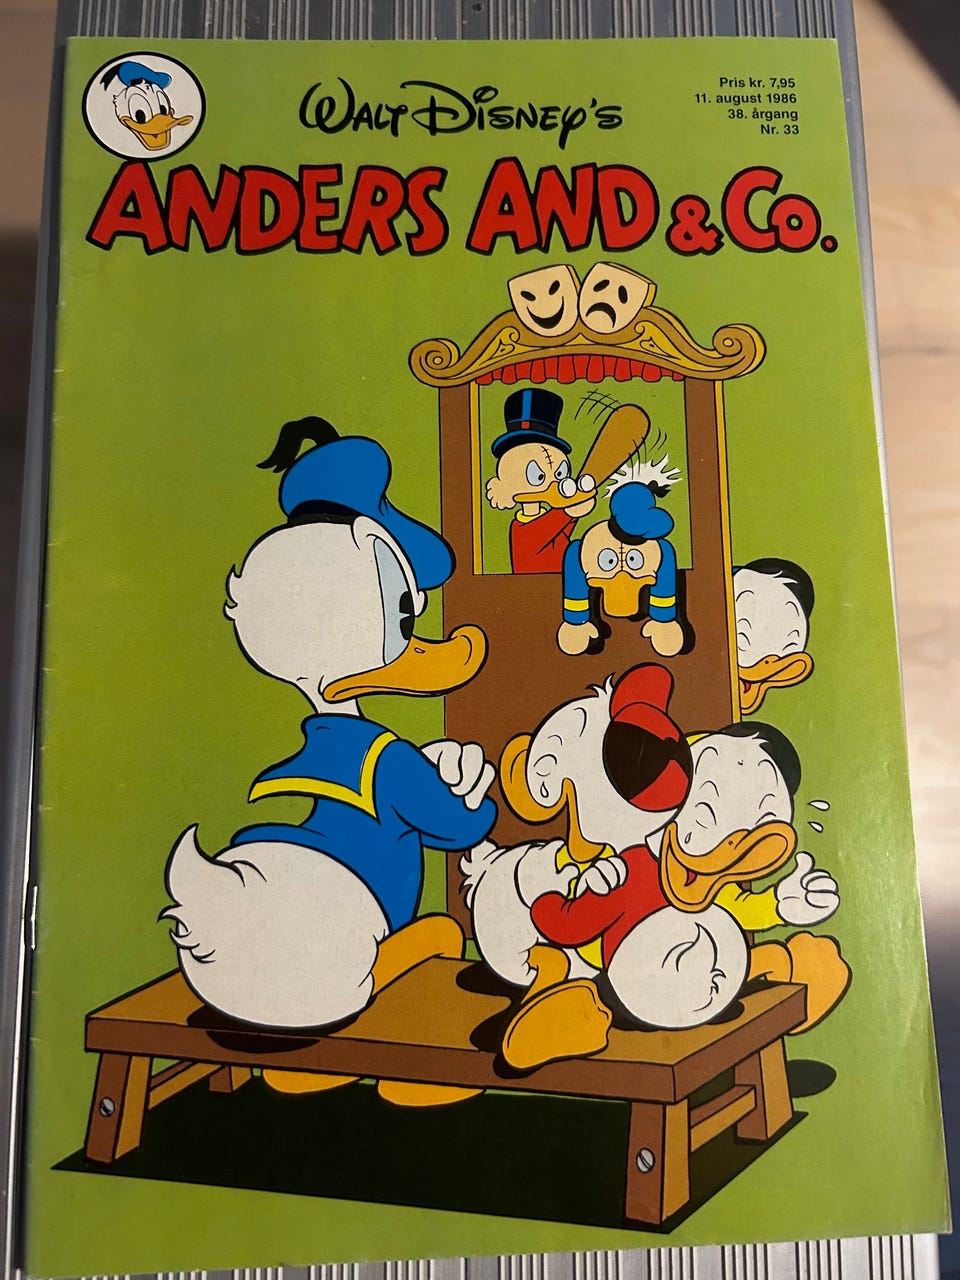 WALT DISNEY'S
Pris kr. 7,95
11. august 1986
38. årgang
Nr. 33
ANDERS AND & Co.